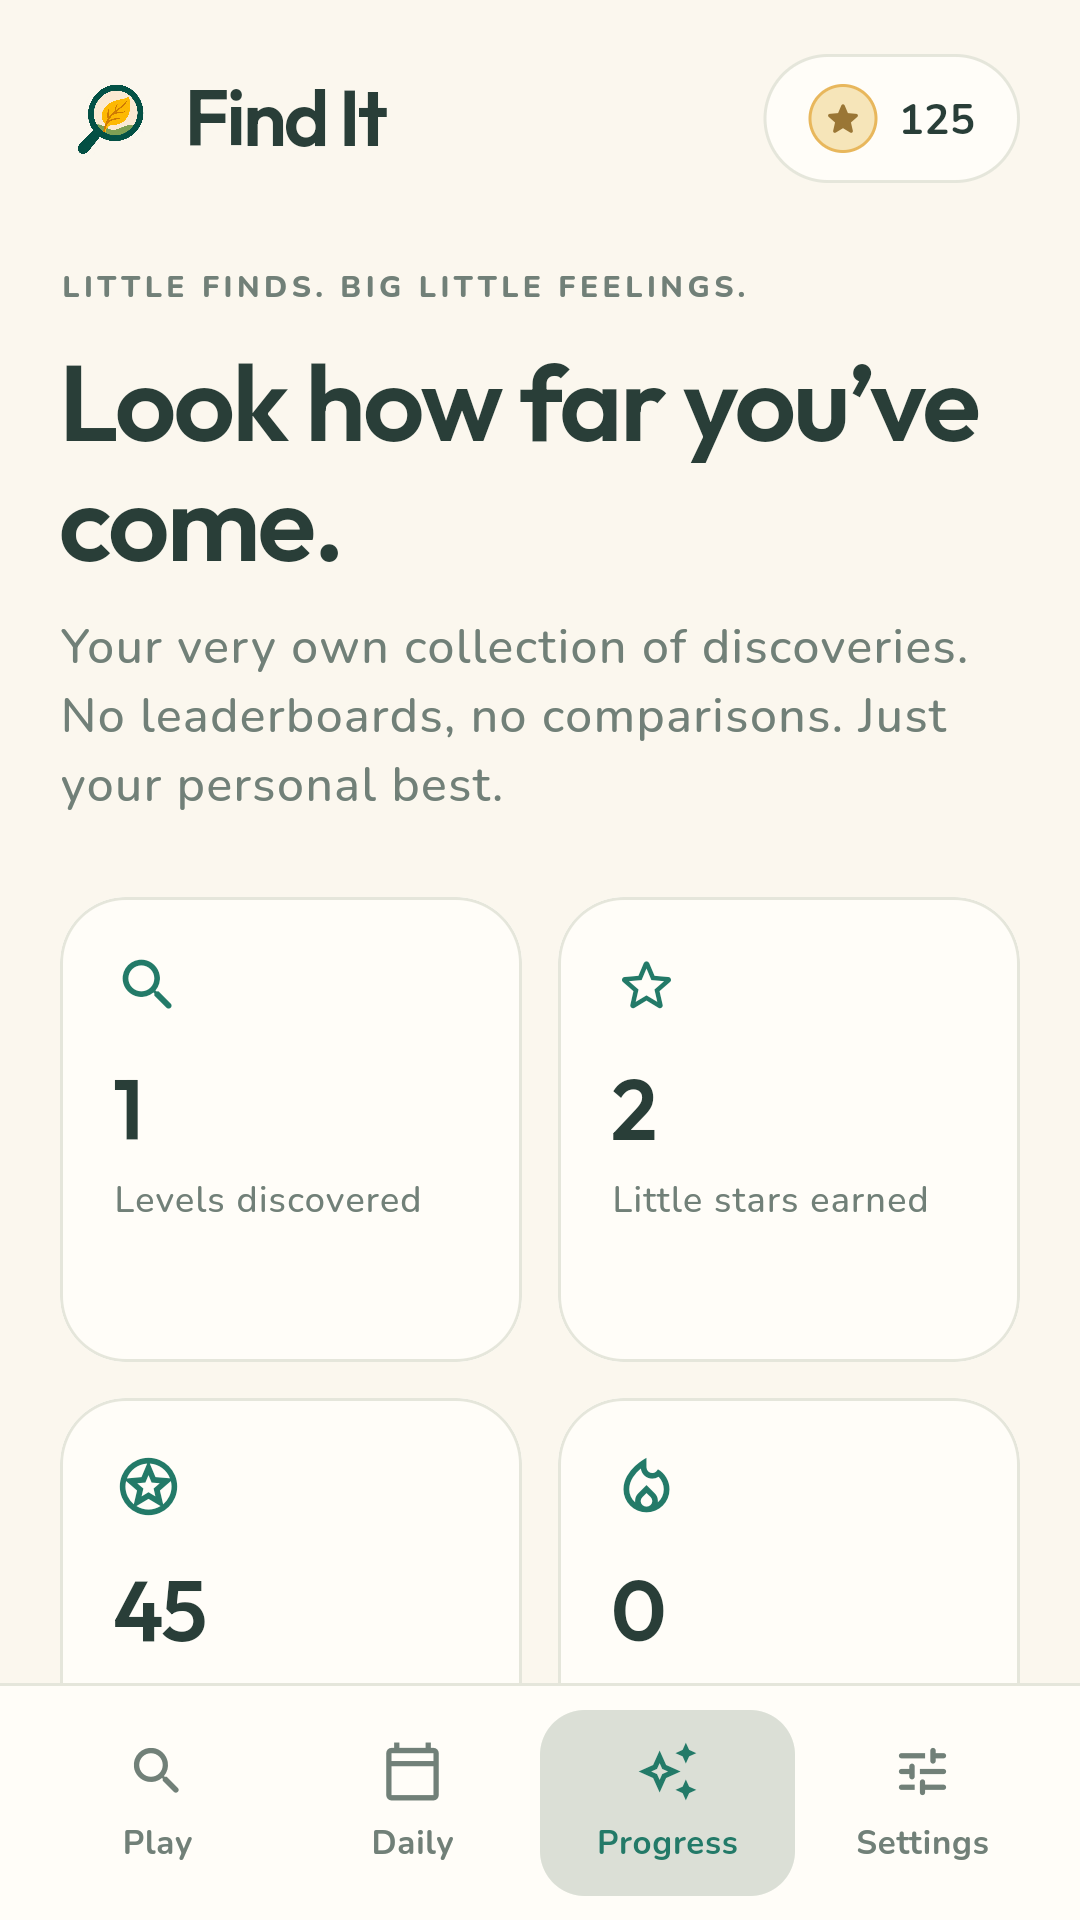 Find It
125
LITTLE FINDS. BIG LITTLE FEELINGS.
Look how far you’ve
come.
Your very own collection of discoveries.
No leaderboards, no comparisons. Just
your personal best.
1
2
Levels discovered
Little stars earned
45
0
Play
Daily
Progress
Settings